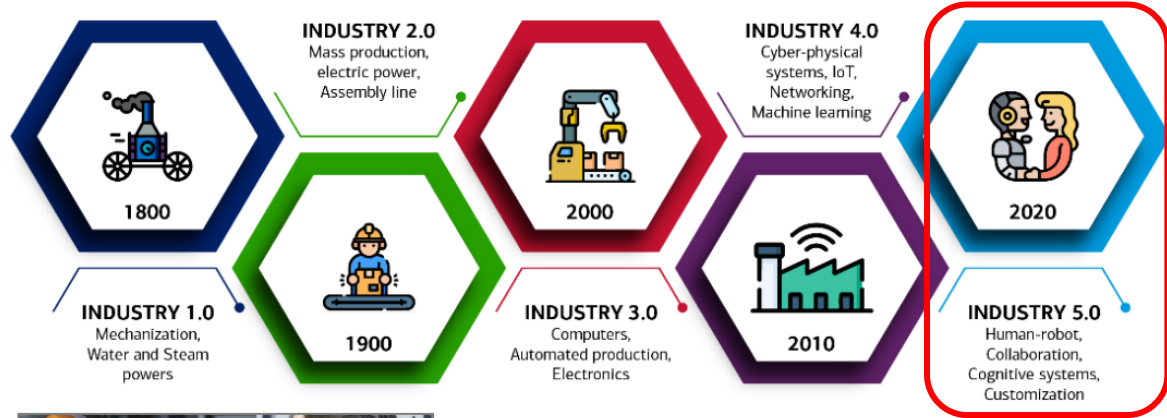 INDUSTRY 2.0
Mass production,
electric power,
Assembly line
INDUSTRY 4.0
Cyber-physical
systems, IoT,
Networking,
Machine learning
1800
2000
2020
INDUSTRY 1.0
Mechanization,
Water and Steam
powers
1900
INDUSTRY 3.0
Computers,
Automated production,
Electronics
2010
INDUSTRY 5.0
Human-robot,
Collaboration,
Cognitive systems,
Customization